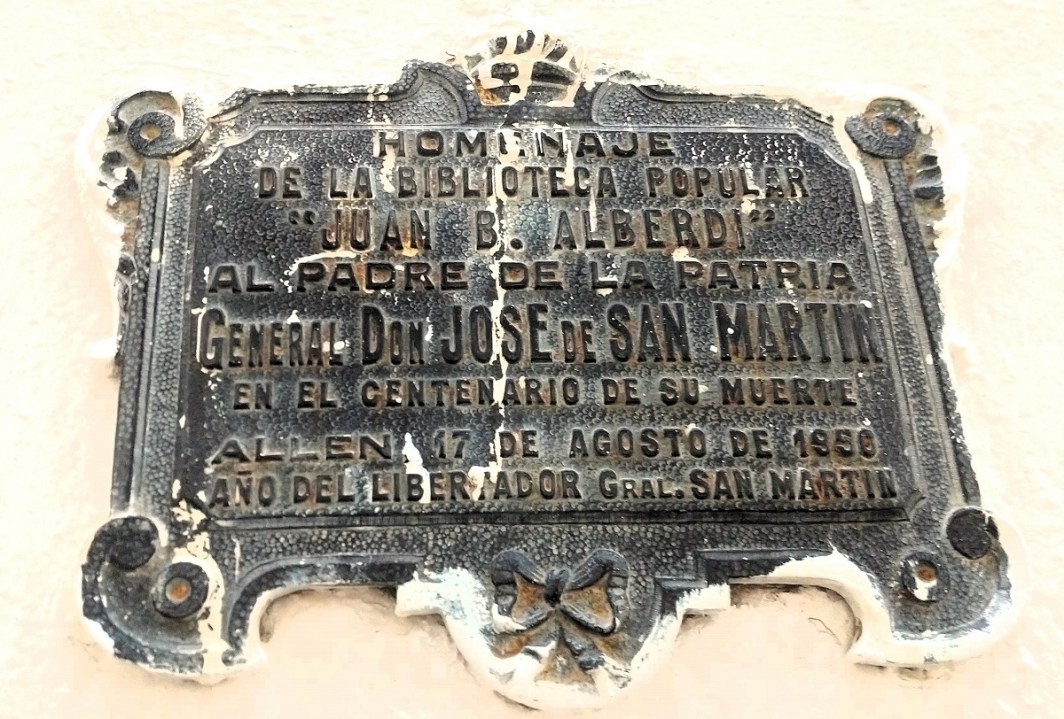 HOMENAJE
DE LA BIBLIOTECA POPULAR
"JUAN B. ALBERDI"
AL PADRE DE LA PATRIA
GENERAL DON JOSE DE SAN MARTIN
EN EL CENTENARIO DE SU MUERTE
ALLEN 17 DE AGOSTO DE 1950
AÑO DEL LIBERTADOR GRAL. SAN MARTIN